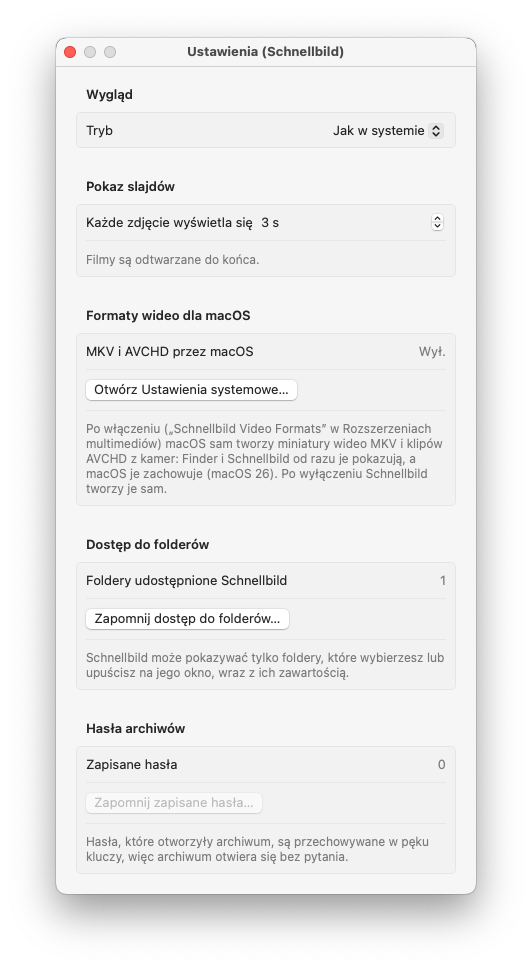 Ustawienia (Schnellbild)
Wygląd
Tryb Jak w systemie
Pokaz slajdów
Każde zdjęcie wyświetla się 3 s
Filmy są odtwarzane do końca.
Formaty wideo dla macOS
MKV i AVCHD przez macOS Wył.
Otwórz Ustawienia systemowe...
Po włączeniu („Schnellbild Video Formats” w Rozszerzeniach
multimediów) macOS sam tworzy miniatury wideo MKV i klipów
AVCHD z kamer: Finder i Schnellbild od razu je pokazują, a
macOS je zachowuje (macOS 26). Po wyłączeniu Schnellbild
tworzy je sam.
Dostęp do folderów
Foldery udostępnione Schnellbild 1
Zapomnij dostęp do folderów...
Schnellbild może pokazywać tylko foldery, które wybierzesz lub
upuścisz na jego okno, wraz z ich zawartością.
Hasła archiwów
Zapisane hasła 0
Zapomnij zapisane hasła...
Hasła, które otworzyły archiwum, są przechowywane w pęku
kluczy, więc archiwum otwiera się bez pytania.